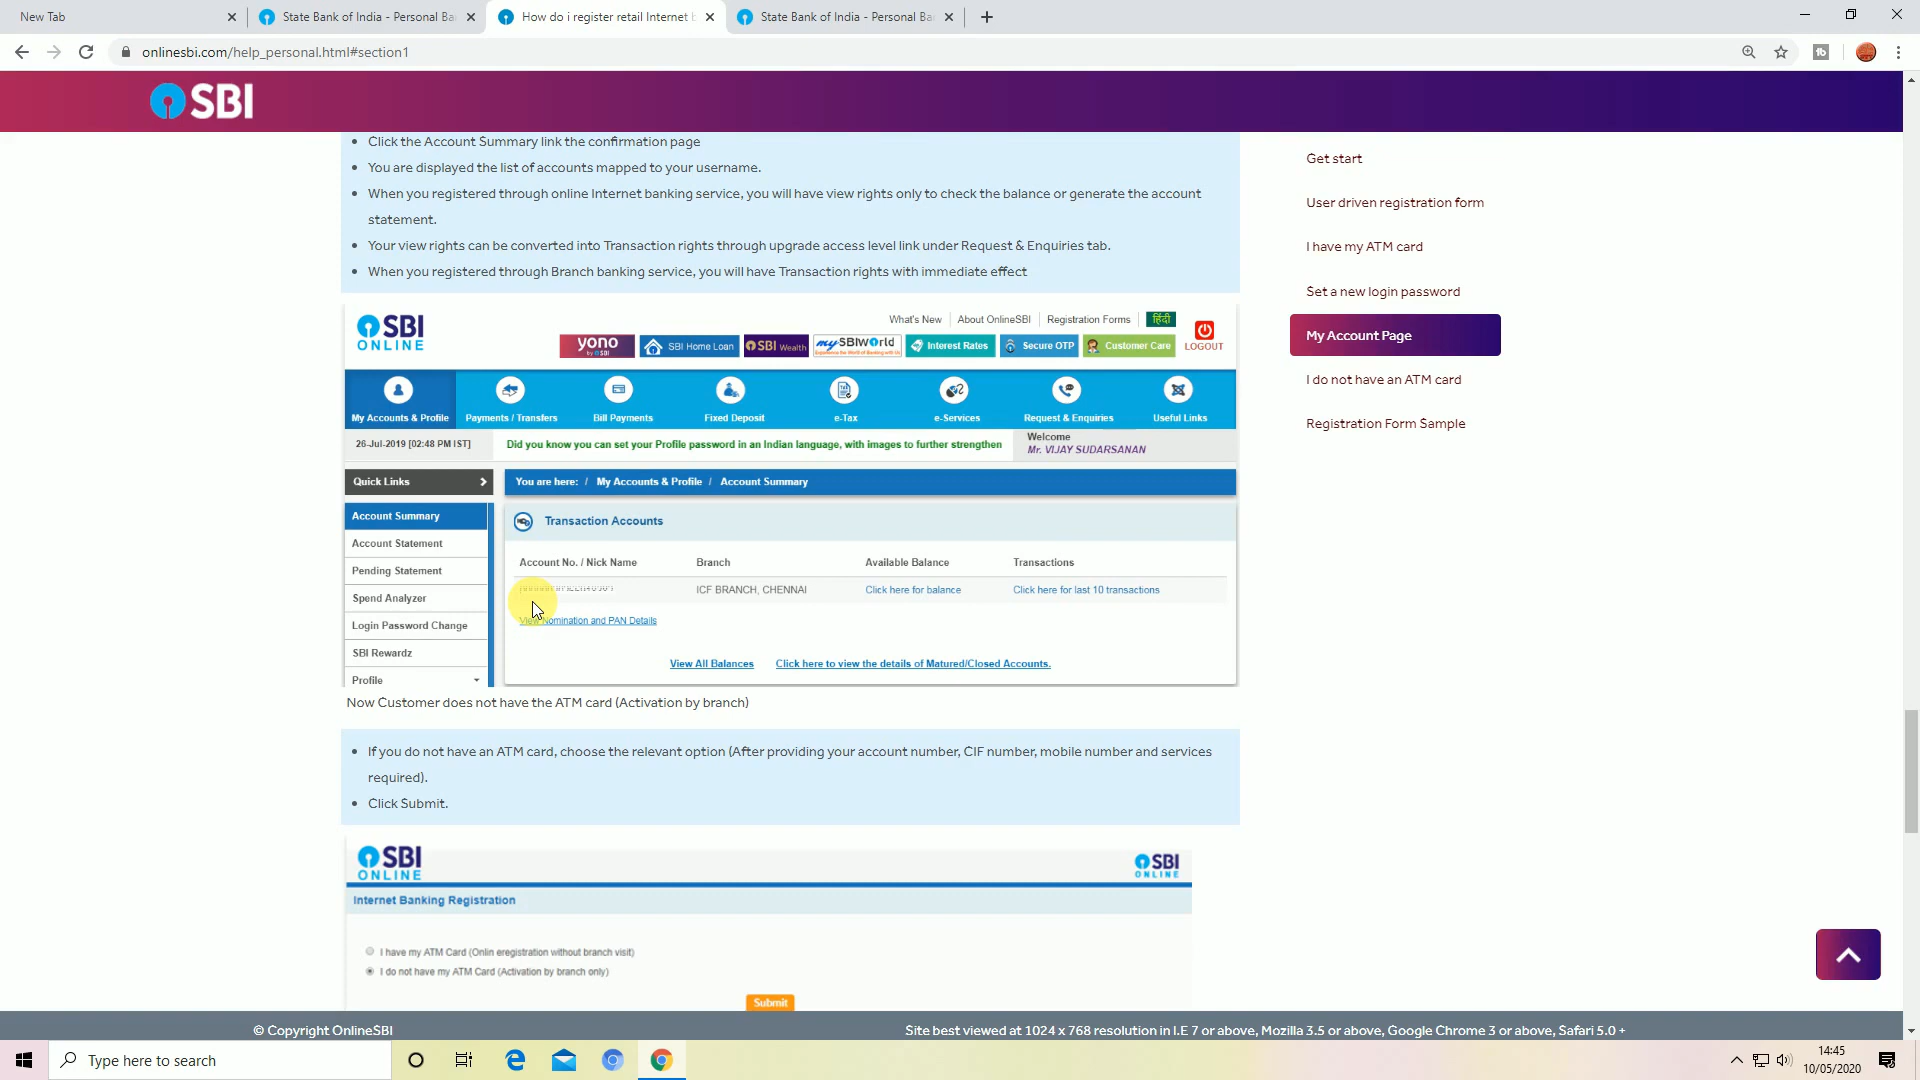 New Tab
State Bank of India - Personal Ba
How do i register retail Internet b
State Bank of India - Personal Ba
onlinesbi.com/help_personal.html#section1
SBI
Click the Account Summary link the confirmation page
You are displayed the list of accounts mapped to your username.
When you registered through online Internet banking service, you will have view rights only to check the balance or generate the account
statement.
Your view rights can be converted into Transaction rights through upgrade access level link under Request & Enquiries tab.
When you registered through Branch banking service, you will have Transaction rights with immediate effect
Get start
User driven registration form
I have my ATM card
Set a new login password
My Account Page
I do not have an ATM card
Registration Form Sample
SBI
ONLINE
What's New
About OnlineSBI
Registration Forms
हिंदी
yono
by SBI
SBI Home Loan
SBI Wealth
mySBIWorld
Interest Rates
Secure OTP
Customer Care
LOGOUT
My Accounts & Profile
Payments / Transfers
Bill Payments
Fixed Deposit
e-Tax
e-Services
Request & Enquiries
Useful Links
26-Jul-2019 [02:48 PM IST]
Did you know you can set your Profile password in an Indian language, with images to further strengthen
Welcome
Mr. VIJAY SUDARSANAN
Quick Links
You are here: / My Accounts & Profile / Account Summary
Account Summary
Account Statement
Pending Statement
Spend Analyzer
Login Password Change
SBI Rewardz
Profile
Transaction Accounts
Account No. / Nick Name
Branch
Available Balance
Transactions
ICF BRANCH, CHENNAI
Click here for balance
Click here for last 10 transactions
View Nomination and PAN Details
View All Balances
Click here to view the details of Matured/Closed Accounts.
Now Customer does not have the ATM card (Activation by branch)
If you do not have an ATM card, choose the relevant option (After providing your account number, CIF number, mobile number and services
required).
Click Submit.
SBI
ONLINE
SBI
ONLINE
Internet Banking Registration
I have my ATM Card (Onlin eregistration without branch visit)
I do not have my ATM Card (Activation by branch only)
Submit
© Copyright OnlineSBI
Site best viewed at 1024 x 768 resolution in I.E 7 or above, Mozilla 3.5 or above, Google Chrome 3 or above, Safari 5.0 +
Type here to search
14:45
10/05/2020